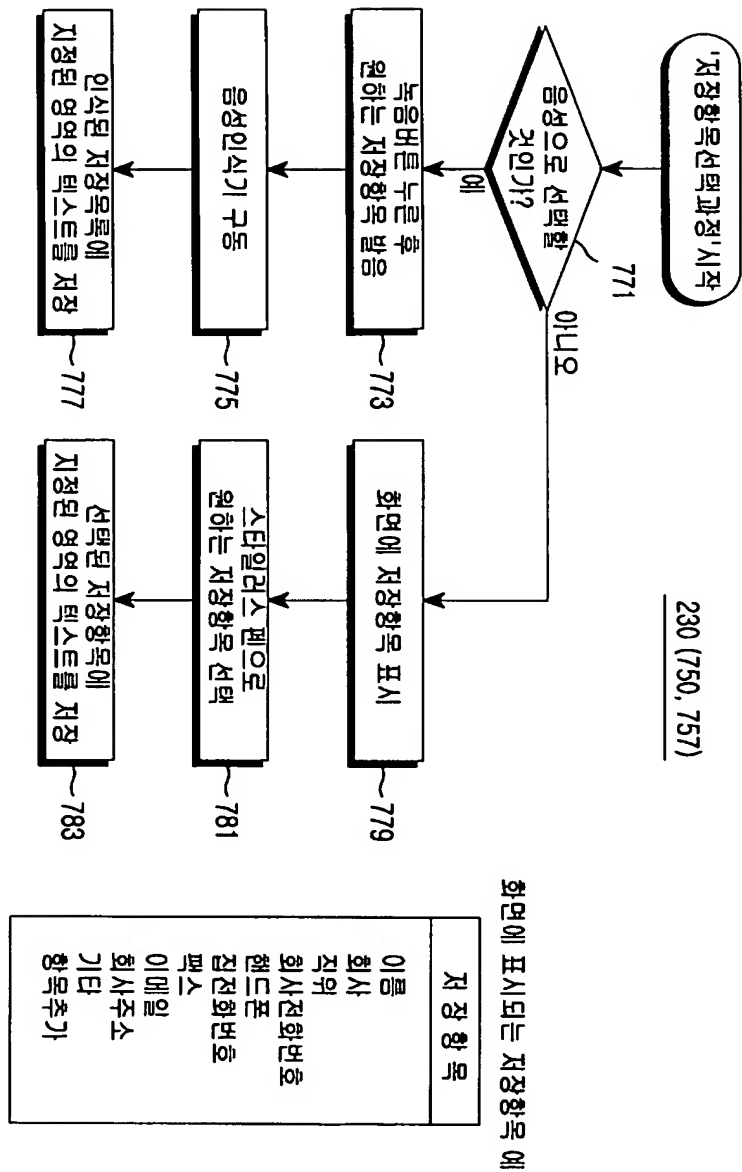 230 (750, 757)
'저장항목선택과정' 시작
음성으로 선택할
것인가?
771
아니오
예
녹음버튼 누른 후
원하는 저장항목 발음
773
음성인식기 구동
775
인식된 저장목록에
지정된 영역의 텍스트를 저장
777
화면에 저장항목 표시
779
스타일러스 펜으로
원하는 저장항목 선택
781
선택된 저장항목에
지정된 영역의 텍스트를 저장
783
화면에 표시되는 저장항목 예
저 장 항 목
이름
회사
직위
회사전화번호
핸드폰
집전화번호
팩스
이메일
회사주소
기타
항목추가